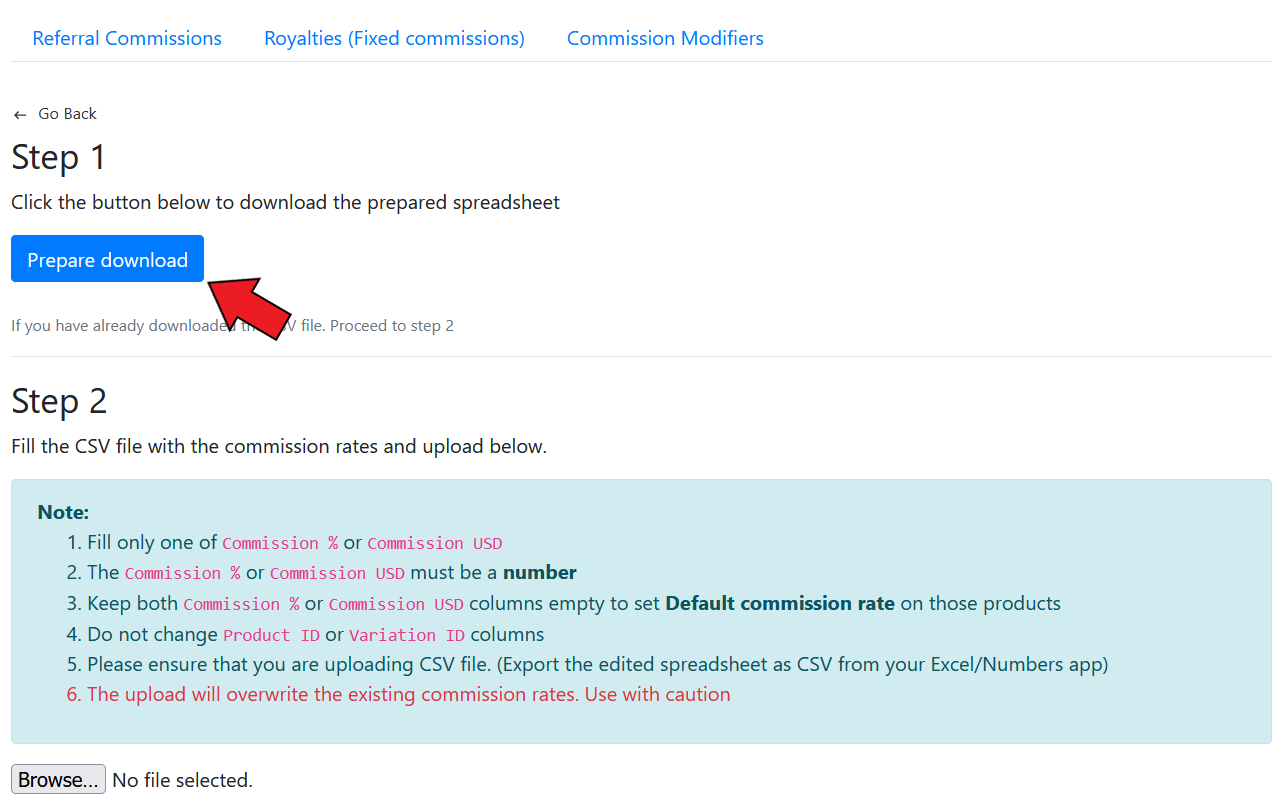 Referral Commissions Royalties (Fixed commissions) Commission Modifiers
← Go Back
Step 1
Click the button below to download the prepared spreadsheet
Prepare download
If you have already downloaded V file. Proceed to step 2
Step 2
Fill the CSV file with the commission rates and upload below.
Note:
1. Fill only one of Commission % or Commission USD
2. The Commission % or Commission USD must be a number
3. Keep both Commission % or Commission USD columns empty to set Default commission rate on those products
4. Do not change Product ID or Variation ID columns
5. Please ensure that you are uploading CSV file. (Export the edited spreadsheet as CSV from your Excel/Numbers app)
6. The upload will overwrite the existing commission rates. Use with caution
Browse... No file selected.